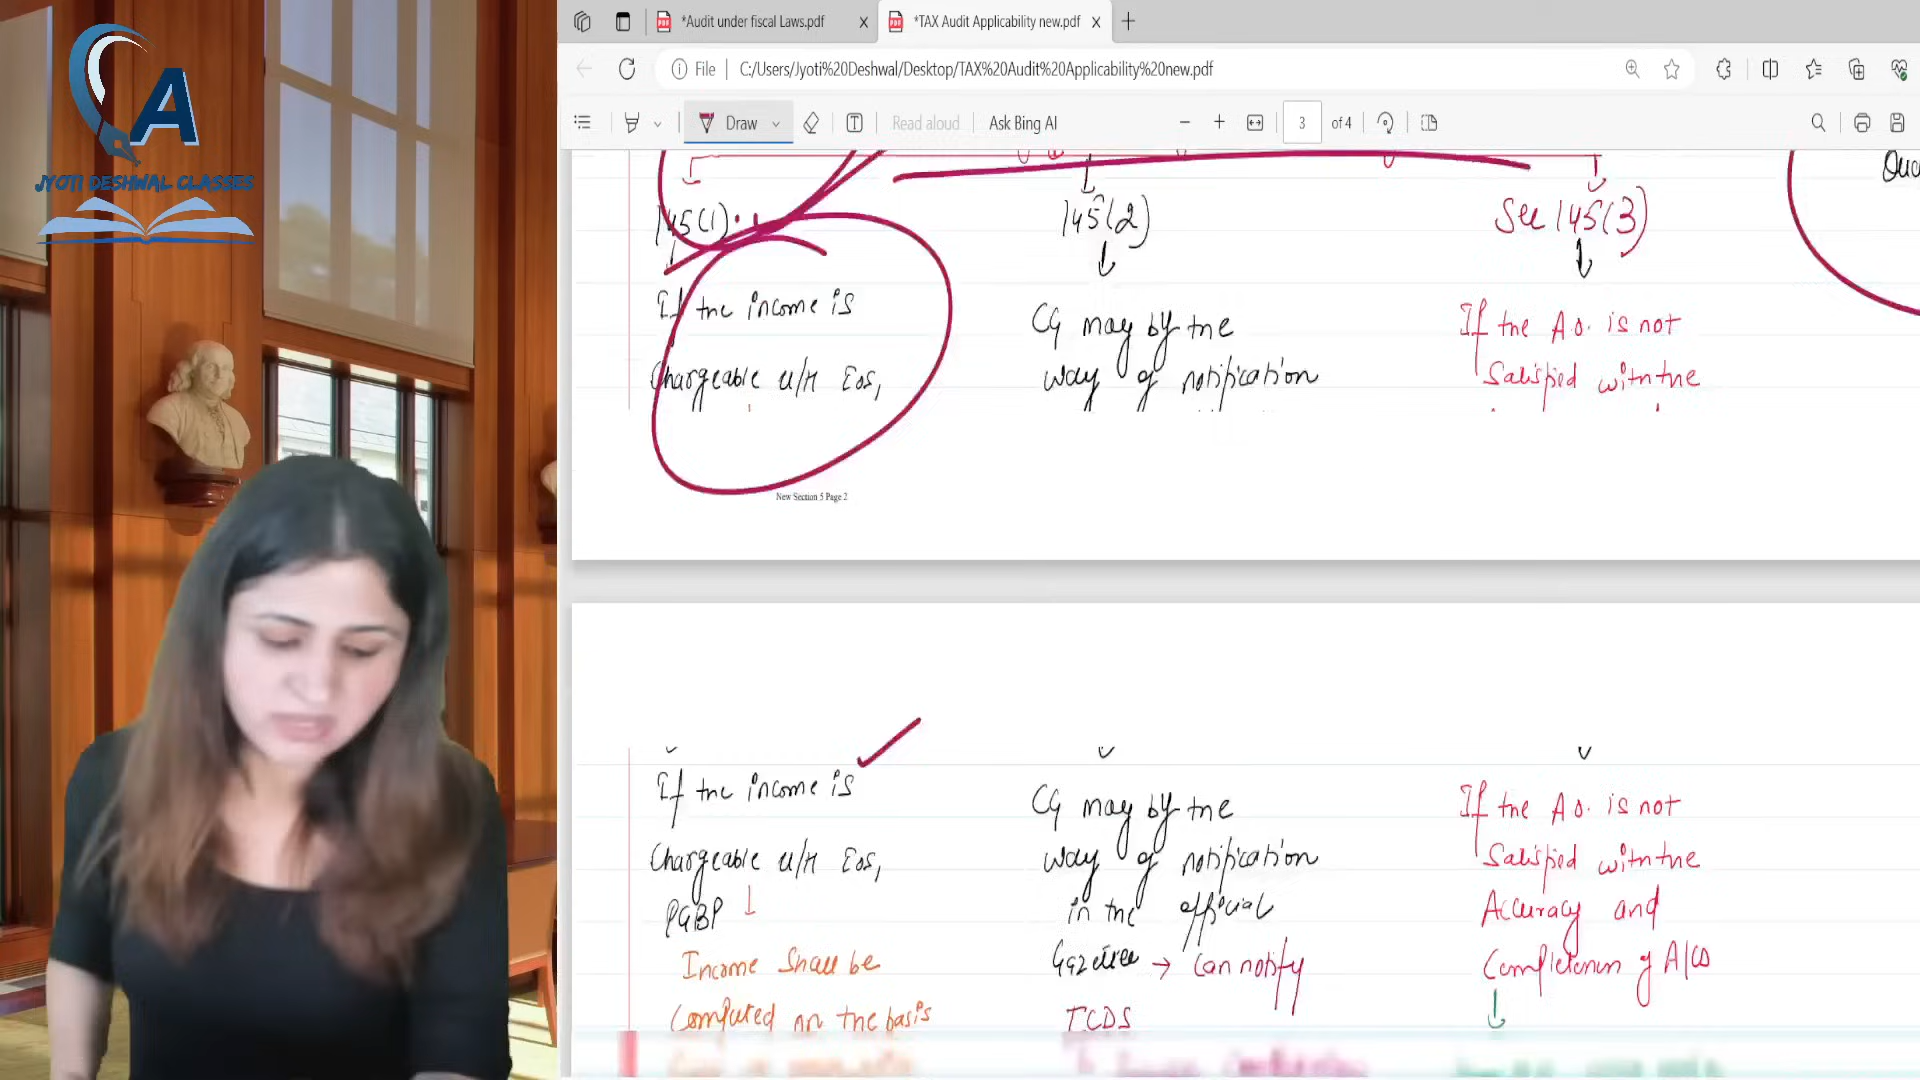 *Audit under fiscal Laws.pdf
*TAX Audit Applicability new.pdf
File
C:/Users/Jyoti%20Deshwal/Desktop/TAX%20Audit%20Applicability%20new.pdf
Draw
Read aloud
Ask Bing AI
3 of 4
A
JYOTI DESHWAL CLASSES
145(1)
145(2)
Sec 145(3)
If the income is
Chargeable u/H EOS,
CG may by the
way of notification
If the A.O. is not
Satisfied with the
New Section 5 Page 2
If the income is
Chargeable u/H EOS,
PGBP
Income Shall be
Computed on the basis
CG may by the
way of notification
in the official
Gazettee → Can notify
ICDS
If the A.O. is not
Satisfied with the
Accuracy and
Completeness of A/CS